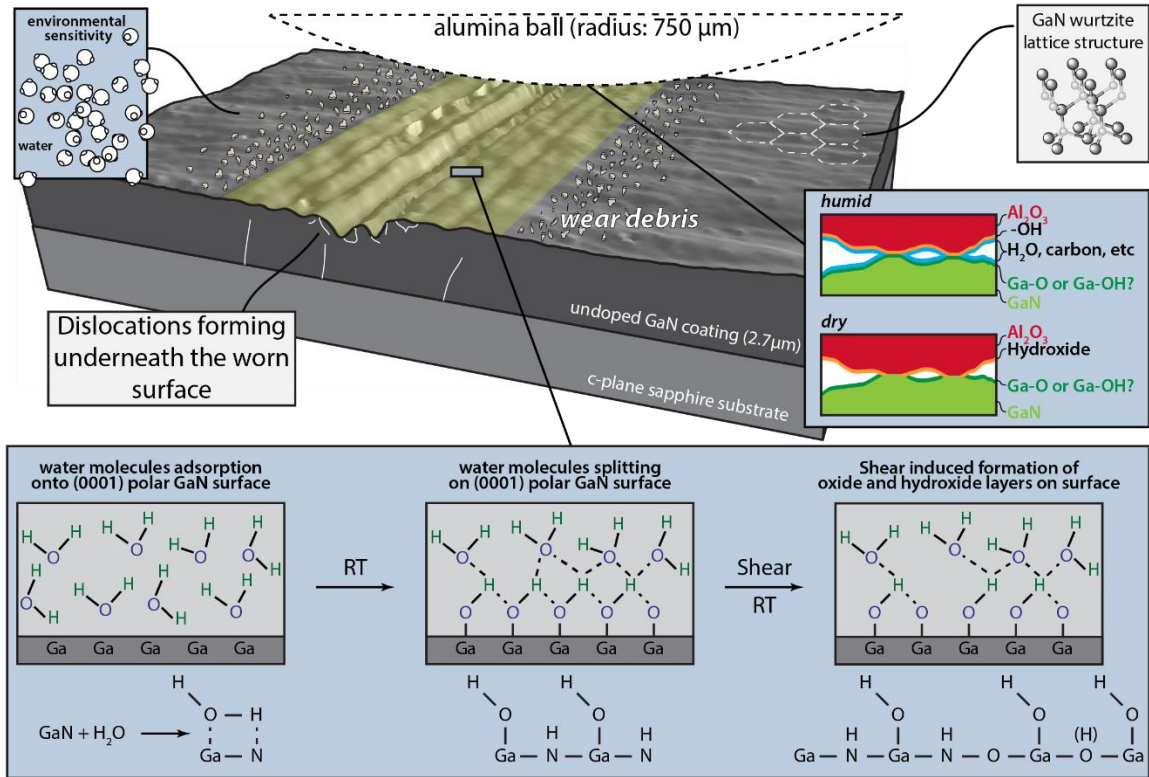 environmental
sensitivity
water
alumina ball (radius: 750 µm)
GaN wurtzite
lattice structure
wear debris
undoped GaN coating (2.7µm)
c-plane sapphire substrate
Dislocations forming
underneath the worn
surface
humid
Al₂O₃
-OH
H₂O, carbon, etc
Ga-O or Ga-OH?
GaN
dry
Al₂O₃
Hydroxide
Ga-O or Ga-OH?
GaN
water molecules adsorption
onto (0001) polar GaN surface
H H H H H H H
O O O O
H H H H H
O O O O
H H H H
Ga Ga Ga Ga Ga
GaN + H₂O
H
O – H
Ga – N
RT
water molecules splitting
on (0001) polar GaN surface
H H H H H
O O O O
H H H H H
O O O O O
Ga Ga Ga Ga Ga
H H
O O
H H
Ga – N – Ga – N
Shear
RT
Shear induced formation of
oxide and hydroxide layers on surface
H H H H H
O O O O
H H H H
O O O O O
Ga Ga Ga Ga Ga
H H H
O O O
H H (H)
Ga – N – Ga – N – O – Ga – O – Ga